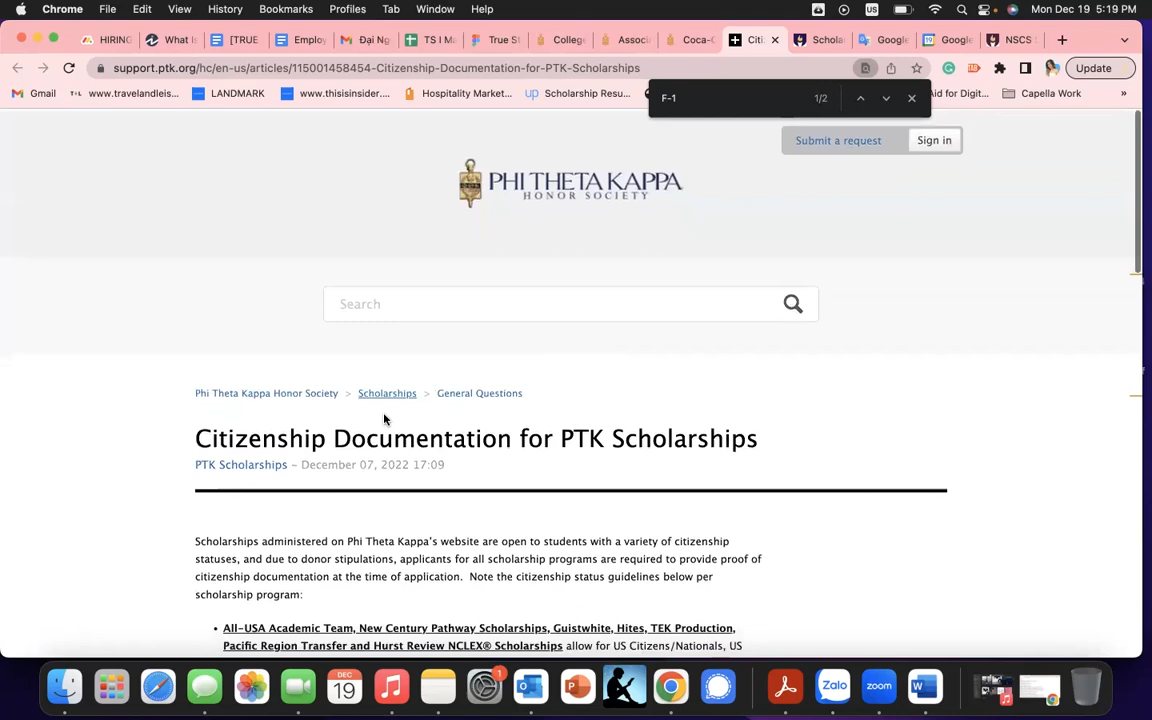 Chrome File Edit View History Bookmarks Profiles Tab Window Help US Mon Dec 19 5:19 PM
HIRING What Is [TRUE Emplo Đại Ng TS I Ma True St Colleg Associ Coca-C Citi Schola Google Google NSCS
support.ptk.org/hc/en-us/articles/115001458454-Citizenship-Documentation-for-PTK-Scholarships Update
Gmail www.travelandleis... LANDMARK www.thisisinsider.... Hospitality Market... Scholarship Resu... Aid for Digit... Capella Work »
F-1 1/2
Submit a request Sign in
PHI THETA KAPPA
HONOR SOCIETY
Search
Phi Theta Kappa Honor Society > Scholarships > General Questions
Citizenship Documentation for PTK Scholarships
PTK Scholarships - December 07, 2022 17:09
Scholarships administered on Phi Theta Kappa's website are open to students with a variety of citizenship
statuses, and due to donor stipulations, applicants for all scholarship programs are required to provide proof of
citizenship documentation at the time of application. Note the citizenship status guidelines below per
scholarship program:
• All-USA Academic Team, New Century Pathway Scholarships, Guistwhite, Hites, TEK Production,
Pacific Region Transfer and Hurst Review NCLEX® Scholarships allow for US Citizens/Nationals, US
DEC
19
1
Zalo
zoom